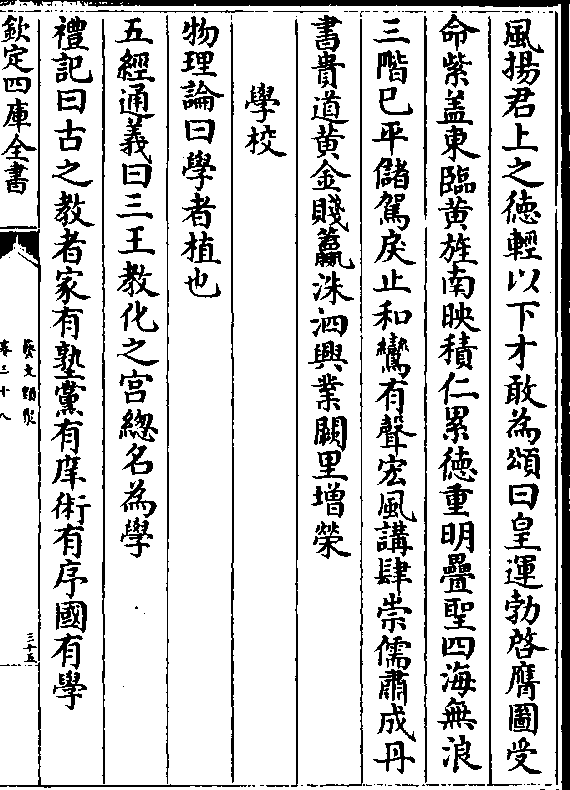 風揚君上之徳輕以下才敢為頌曰皇運勃啓膺圖受
命紫盖東臨黄旌南映積仁累徳重明疊聖四海無浪
三階已平儲駕戾止和鸞有聲宏風講肆崇儒肅成丹
書貴道黄金賤籯洙泗興業闕里增榮
學校
物理論曰學者植也
五經通義曰三王教化之宫緫名為學
禮記曰古之教者家有塾黨有庠術有序國有學
欽定四庫全書
藝文類聚
卷三十八
三十五